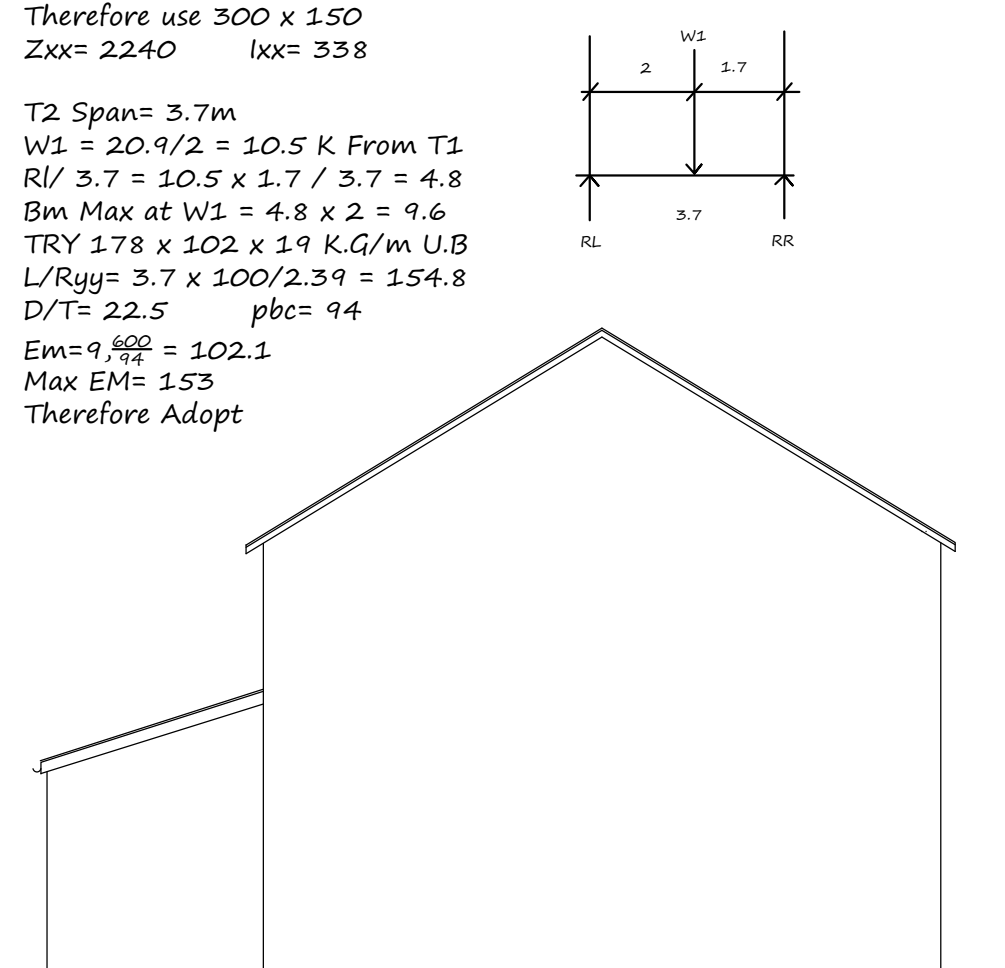 Therefore use 300 x 150
Zxx= 2240 Ixx= 338
T2 Span= 3.7m
W1 = 20.9/2 = 10.5 K From T1
Rl/ 3.7 = 10.5 x 1.7 / 3.7 = 4.8
Bm Max at W1 = 4.8 x 2 = 9.6
TRY 178 x 102 x 19 K.G/m U.B
L/Ryy= 3.7 x 100/2.39 = 154.8
D/T= 22.5 pbc= 94
Em=9,600/94 = 102.1
Max EM= 153
Therefore Adopt
W1
2 1.7
3.7
RL RR